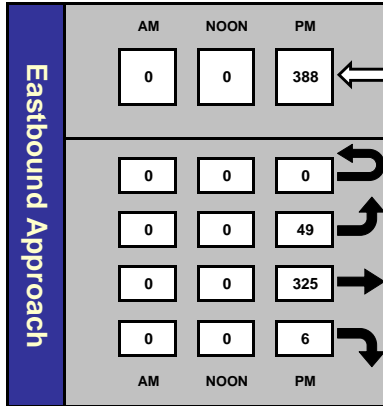 Eastbound Approach
AM NOON PM
0 0 388
0 0 0
0 0 49
0 0 325
0 0 6
AM NOON PM